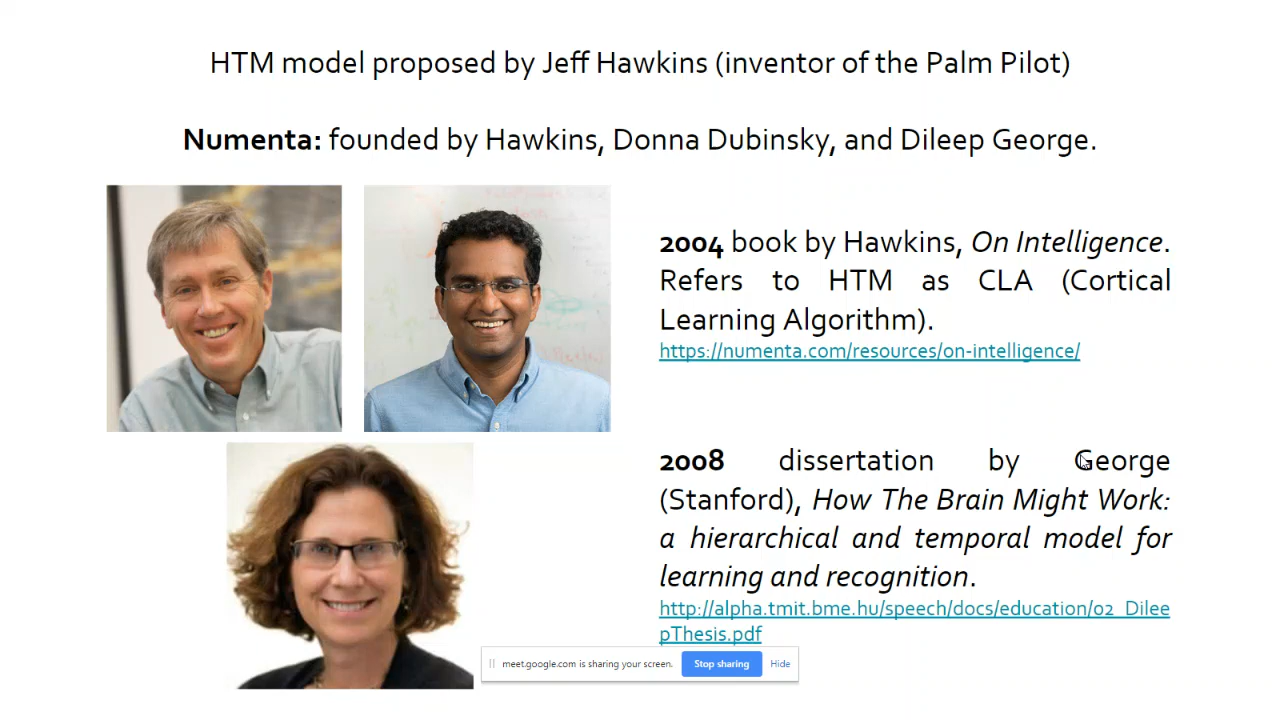 HTM model proposed by Jeff Hawkins (inventor of the Palm Pilot)
Numenta: founded by Hawkins, Donna Dubinsky, and Dileep George.
2004 book by Hawkins, On Intelligence.
Refers to HTM as CLA (Cortical
Learning Algorithm).
https://numenta.com/resources/on-intelligence/
2008 dissertation by George
(Stanford), How The Brain Might Work:
a hierarchical and temporal model for
learning and recognition.
http://alpha.tmit.bme.hu/speech/docs/education/02_Dilee
pThesis.pdf
meet.google.com is sharing your screen. Stop sharing Hide